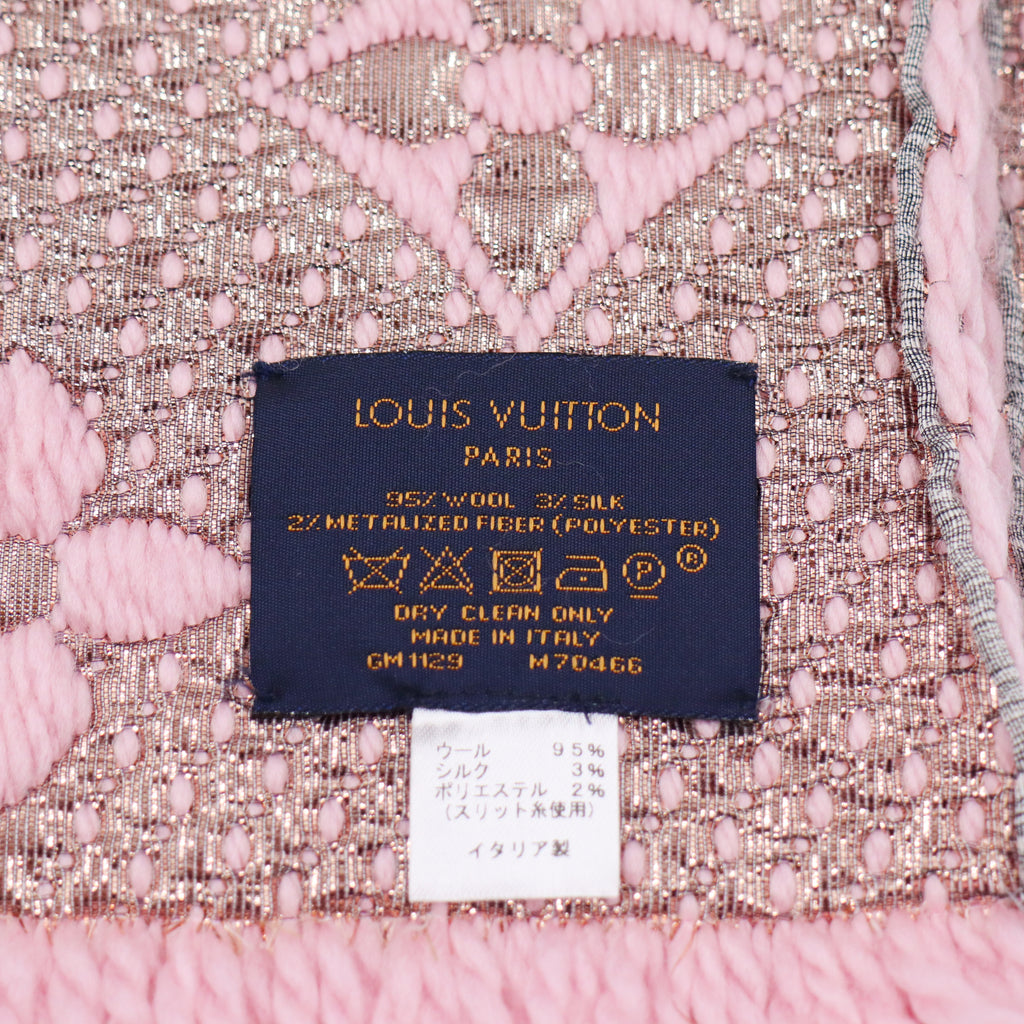 LOUIS VUITTON
PARIS
95% WOOL 3% SILK
2% METALIZED FIBER (POLYESTER)
P ®
DRY CLEAN ONLY
MADE IN ITALY
GM1129 M70466
ウール 95%
シルク 3%
ポリエステル 2%
(スリット糸使用)
イタリア製